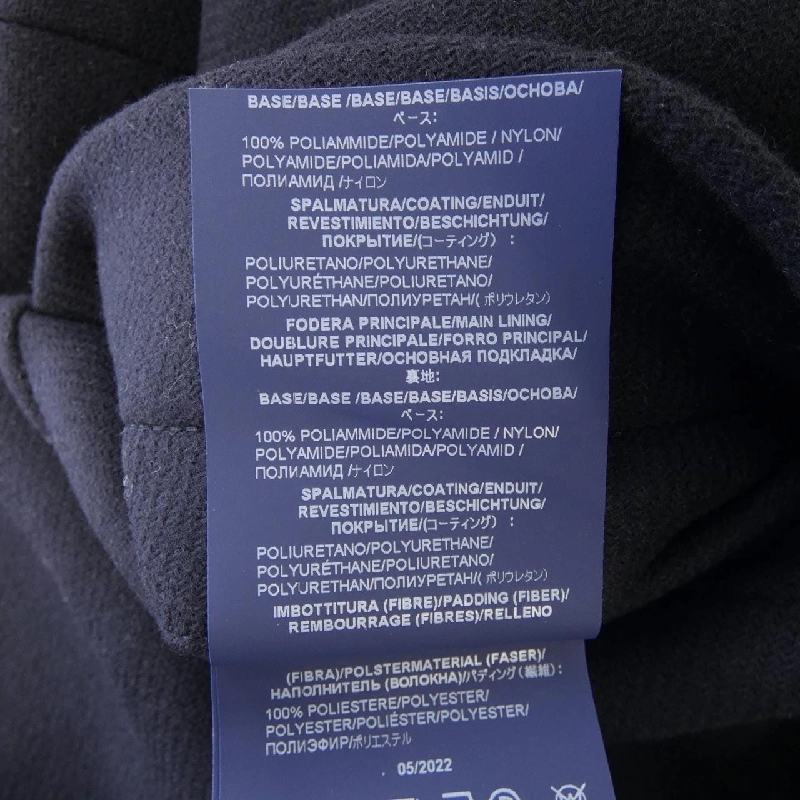 BASE/BASE /BASE/BASE/BASIS/ОСНОВА/
ベース:
100% POLIAMMIDE/POLYAMIDE / NYLON/
POLYAMIDE/POLIAMIDA/POLYAMID /
ПОЛИАМИД /ナイロン
SPALMATURA/COATING/ENDUIT/
REVESTIMIENTO/BESCHICHTUNG/
ПОКРЫТИЕ/(コーティング) :
POLIURETANO/POLYURETHANE/
POLYURÉTHANE/POLIURETANO/
POLYURETHAN/ПОЛИУРЕТАН/( ポリウレタン)
FODERA PRINCIPALE/MAIN LINING/
DOUBLURE PRINCIPALE/FORRO PRINCIPAL/
HAUPTFUTTER/ОСНОВНАЯ ПОДКЛАДКА/
裏地:
BASE/BASE /BASE/BASE/BASIS/ОСНОВА/
ベース:
100% POLIAMMIDE/POLYAMIDE / NYLON/
POLYAMIDE/POLIAMIDA/POLYAMID /
ПОЛИАМИД /ナイロン
SPALMATURA/COATING/ENDUIT/
REVESTIMIENTO/BESCHICHTUNG/
ПОКРЫТИЕ/(コーティング) :
POLIURETANO/POLYURETHANE/
POLYURÉTHANE/POLIURETANO/
POLYURETHAN/ПОЛИУРЕТАН/( ポリウレタン)
IMBOTTITURA (FIBRE)/PADDING (FIBER)/
REMBOURRAGE (FIBRES)/RELLENO
(FIBRA)/POLSTERMATERIAL (FASER)/
НАПОЛНИТЕЛЬ (ВОЛОКНА)/パディング(繊維):
100% POLIESTERE/POLYESTER/
POLYESTER/POLIÉSTER/POLYESTER/
ПОЛИЭФИР/ポリエステル
. 05/2022